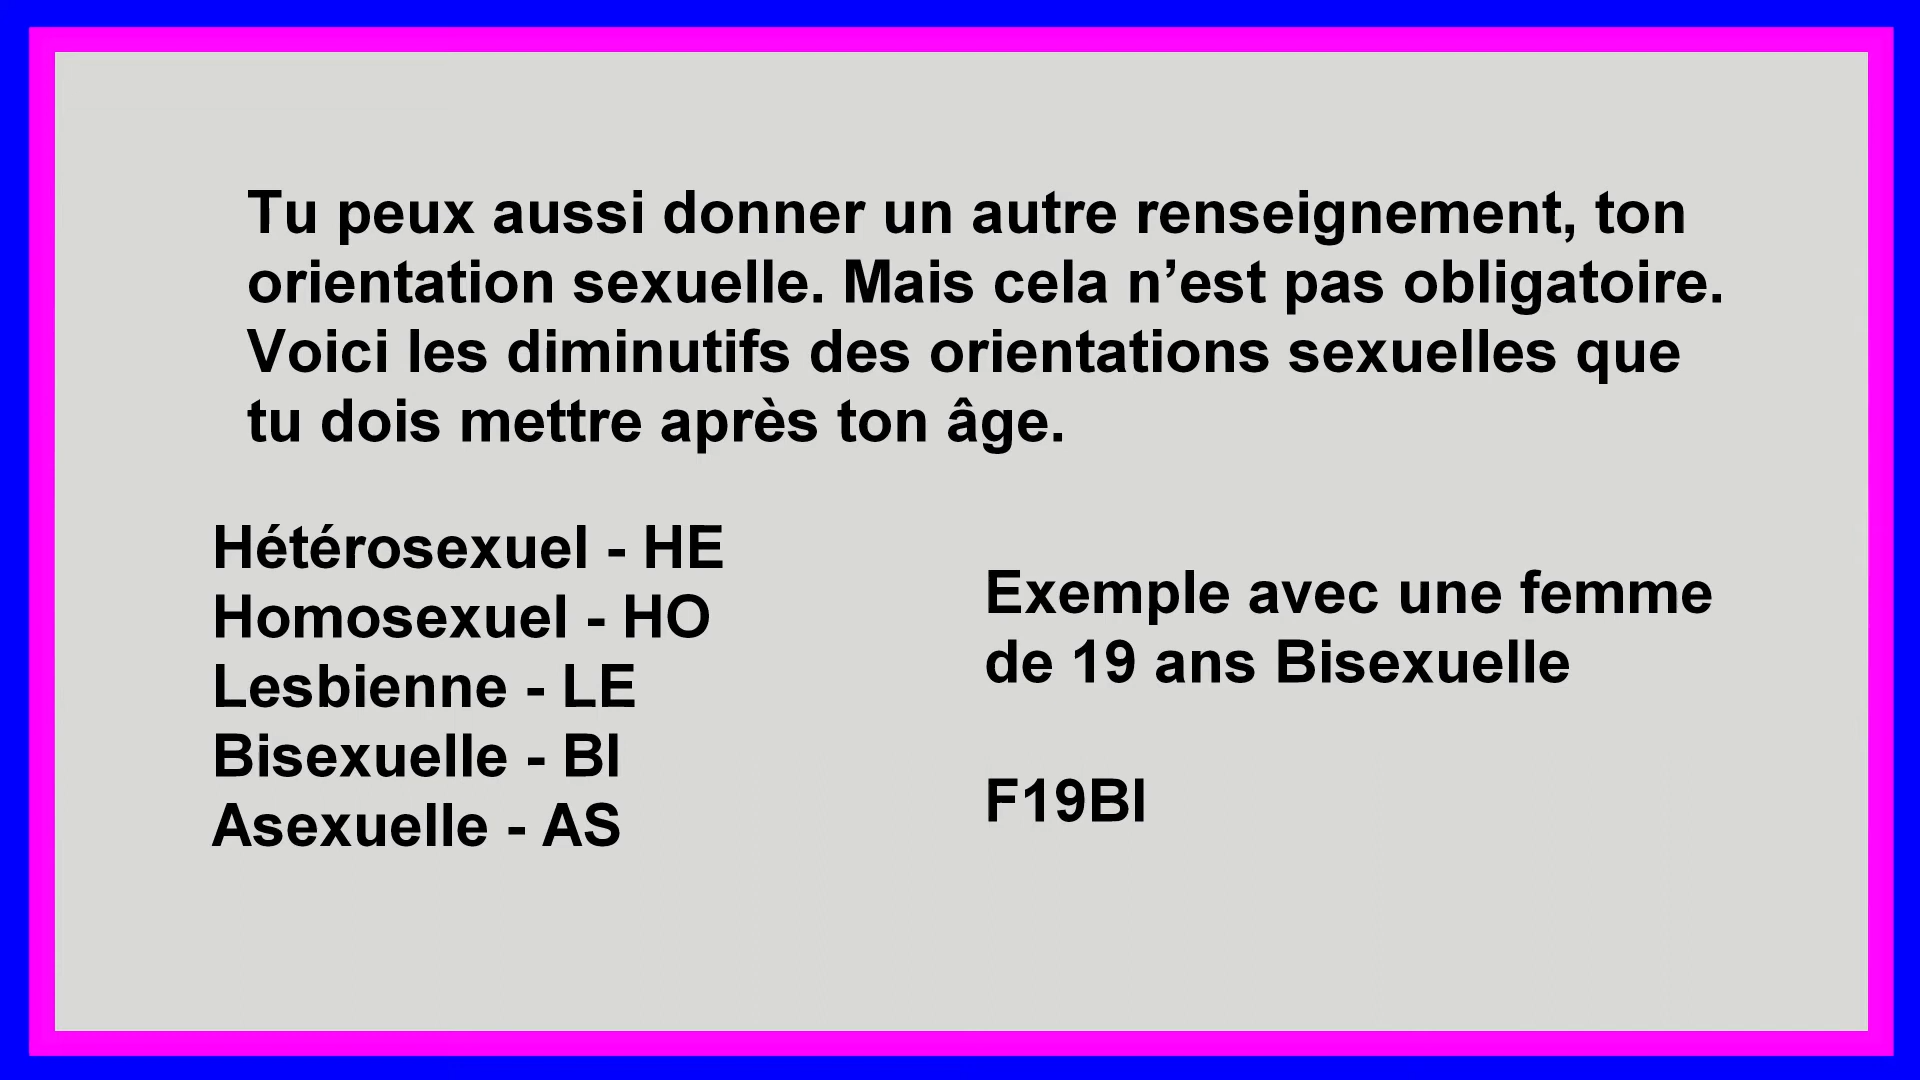 Tu peux aussi donner un autre renseignement, ton
orientation sexuelle. Mais cela n’est pas obligatoire.
Voici les diminutifs des orientations sexuelles que
tu dois mettre après ton âge.
Hétérosexuel - HE
Homosexuel - HO
Lesbienne - LE
Bisexuelle - BI
Asexuelle - AS
Exemple avec une femme
de 19 ans Bisexuelle
F19BI